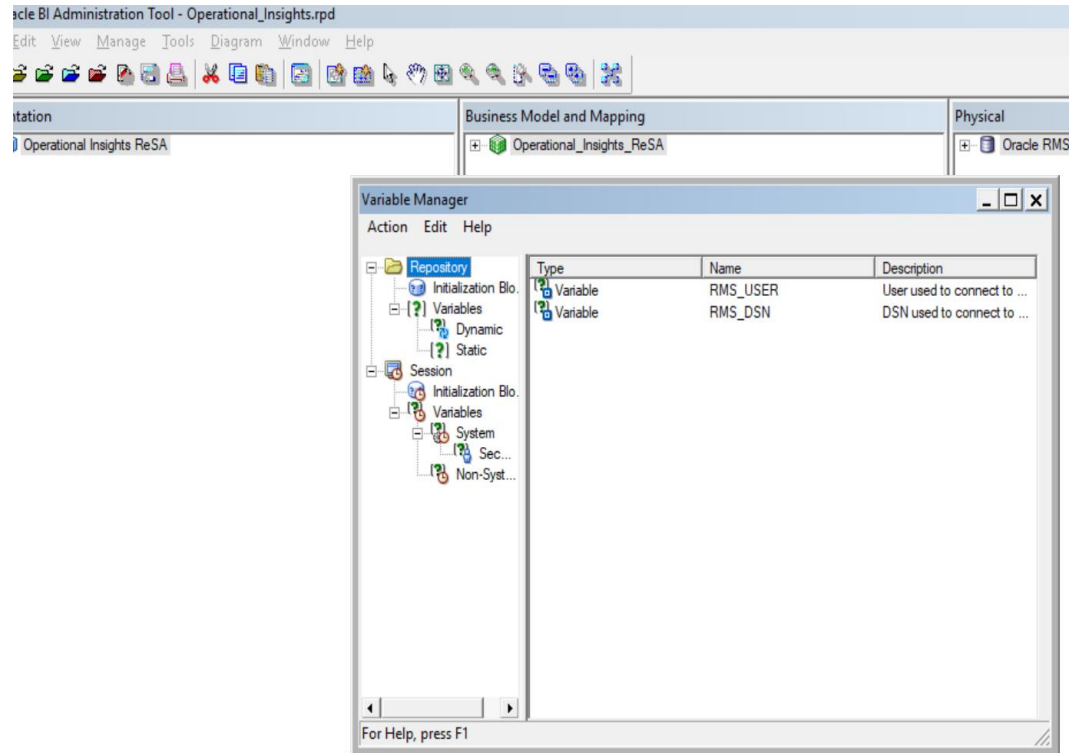 acle BI Administration Tool - Operational_Insights.rpd
Edit View Manage Tools Diagram Window Help
ntation Business Model and Mapping Physical
Operational Insights ReSA Operational_Insights_ReSA Oracle RMS
Variable Manager
Action Edit Help
Repository Type Name Description
Initialization Blo. Variable RMS_USER User used to connect to ...
Variables Variable RMS_DSN DSN used to connect to ...
Dynamic
Static
Session
Initialization Blo.
Variables
System
Sec...
Non-Syst...
For Help, press F1